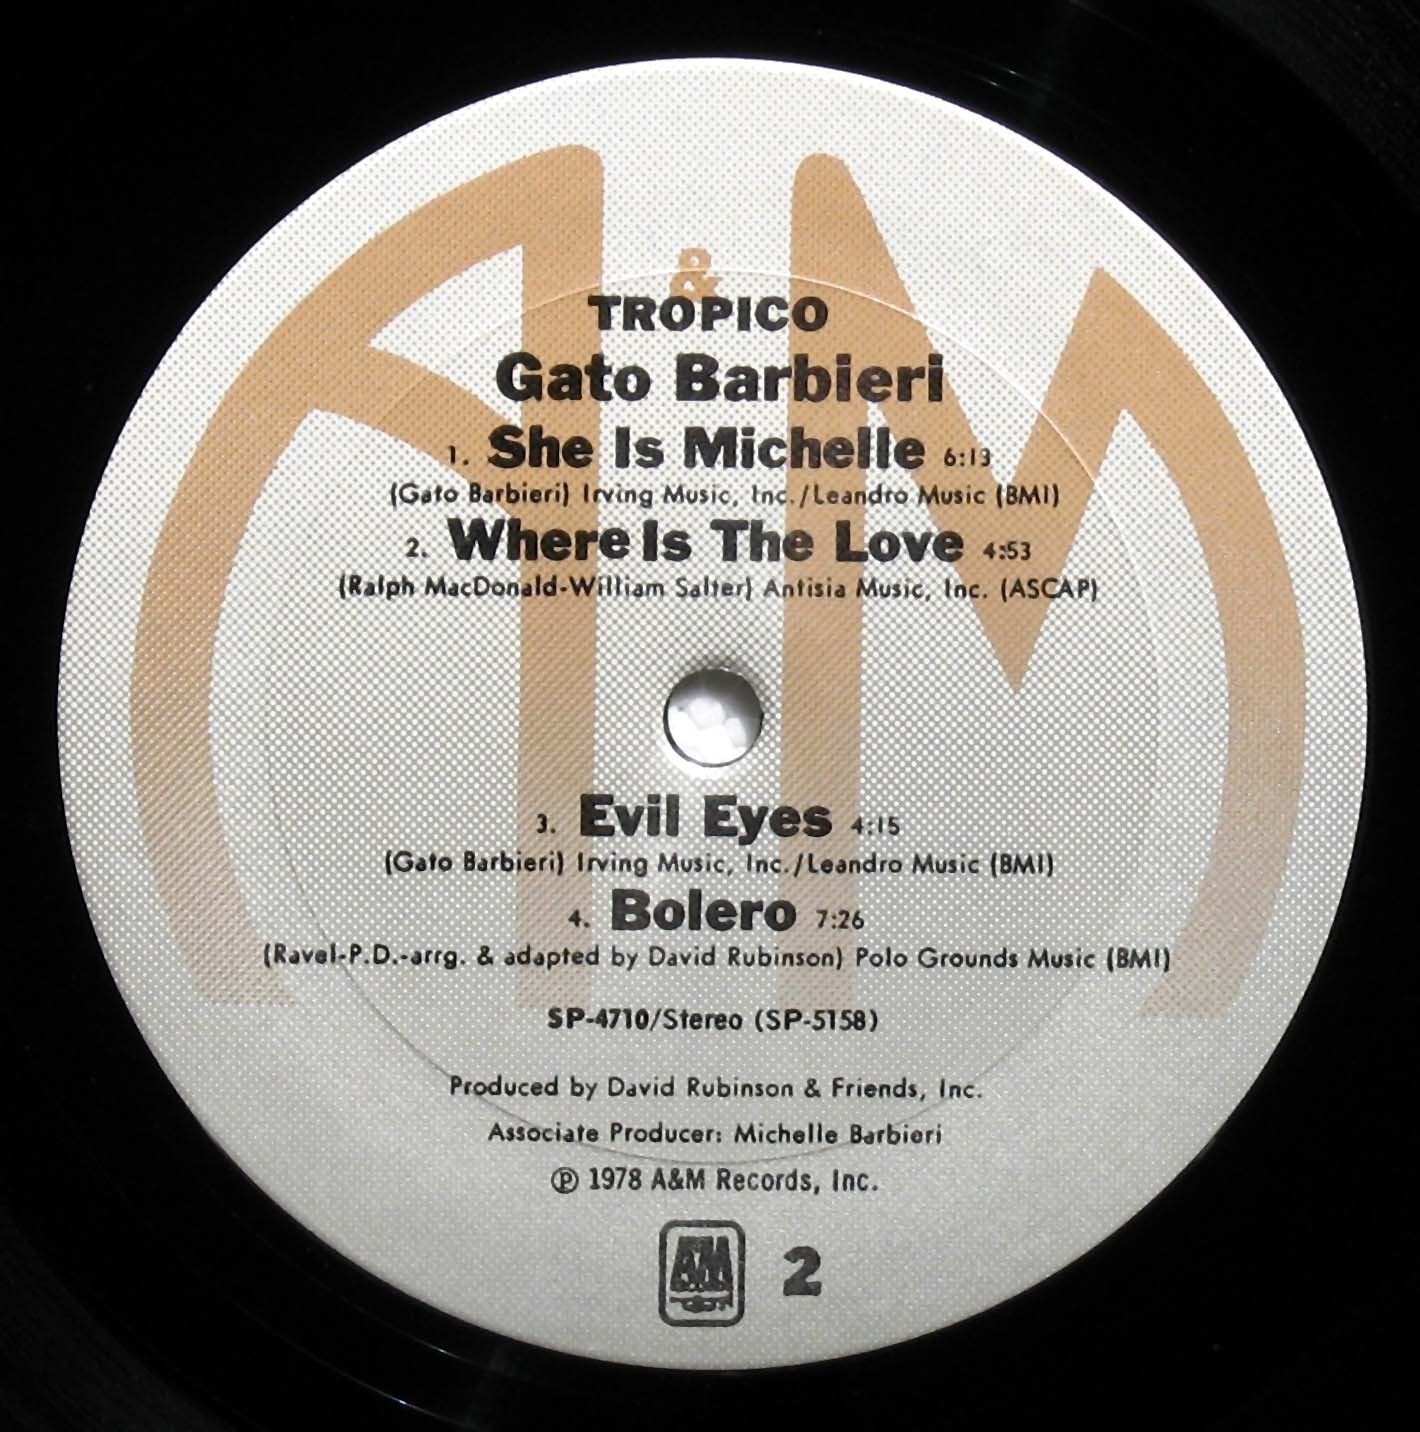 &
TROPICO
Gato Barbieri
1. She Is Michelle 6:13
(Gato Barbieri) Irving Music, Inc./Leandro Music (BMI)
2. Where Is The Love 4:53
(Ralph MacDonald-William Salter) Antisia Music, Inc. (ASCAP)
3. Evil Eyes 4:15
(Gato Barbieri) Irving Music, Inc./Leandro Music (BMI)
4. Bolero 7:26
(Ravel-P.D.-arrg. & adapted by David Rubinson) Polo Grounds Music (BMI)
SP-4710/Stereo (SP-5158)
Produced by David Rubinson & Friends, Inc.
Associate Producer: Michelle Barbieri
℗ 1978 A&M Records, Inc.
A&M 2